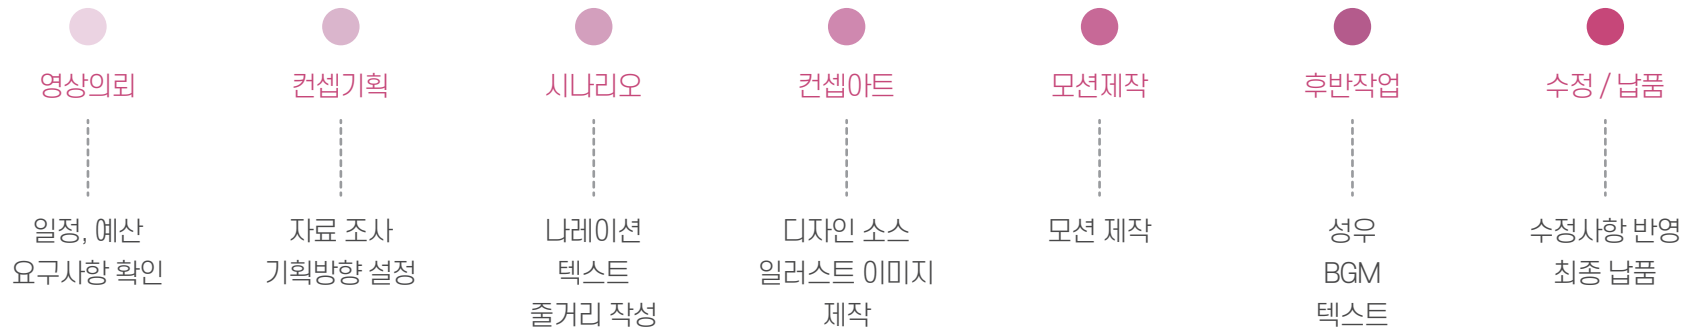 영상의뢰
일정, 예산
요구사항 확인
컨셉기획
자료 조사
기획방향 설정
시나리오
나레이션
텍스트
줄거리 작성
컨셉아트
디자인 소스
일러스트 이미지
제작
모션제작
모션 제작
후반작업
성우
BGM
텍스트
수정 / 납품
수정사항 반영
최종 납품